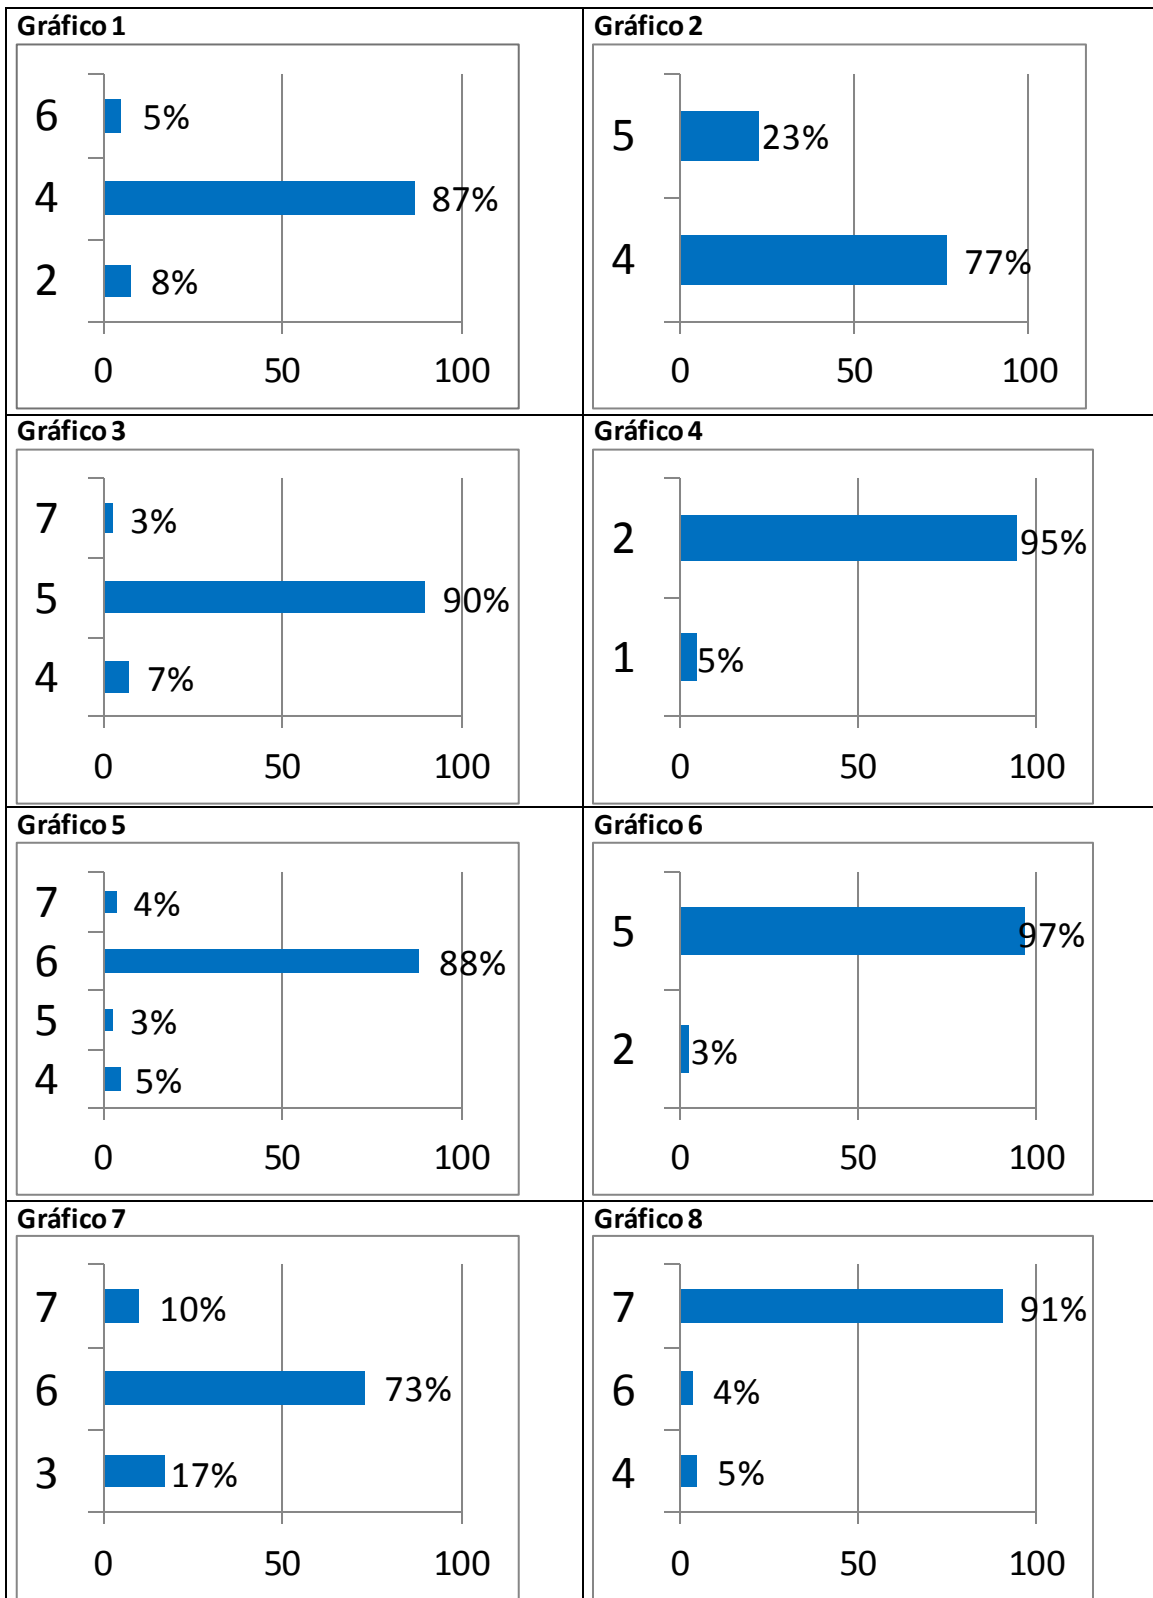 Gráfico 1
6 5%
4 87%
2 8%
0 50 100
Gráfico 2
5 23%
4 77%
0 50 100
Gráfico 3
7 3%
5 90%
4 7%
0 50 100
Gráfico 4
2 95%
1 5%
0 50 100
Gráfico 5
7 4%
6 88%
5 3%
4 5%
0 50 100
Gráfico 6
5 97%
2 3%
0 50 100
Gráfico 7
7 10%
6 73%
3 17%
0 50 100
Gráfico 8
7 91%
6 4%
4 5%
0 50 100